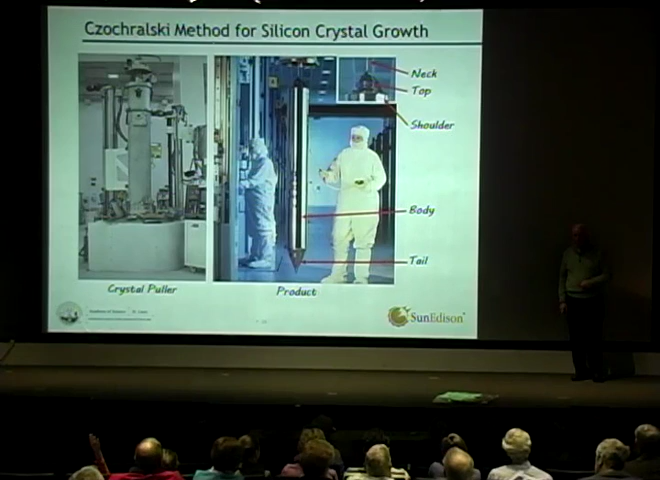 Czochralski Method for Silicon Crystal Growth
Neck
Top
Shoulder
Body
Tail
Crystal Puller
Product
SunEdison